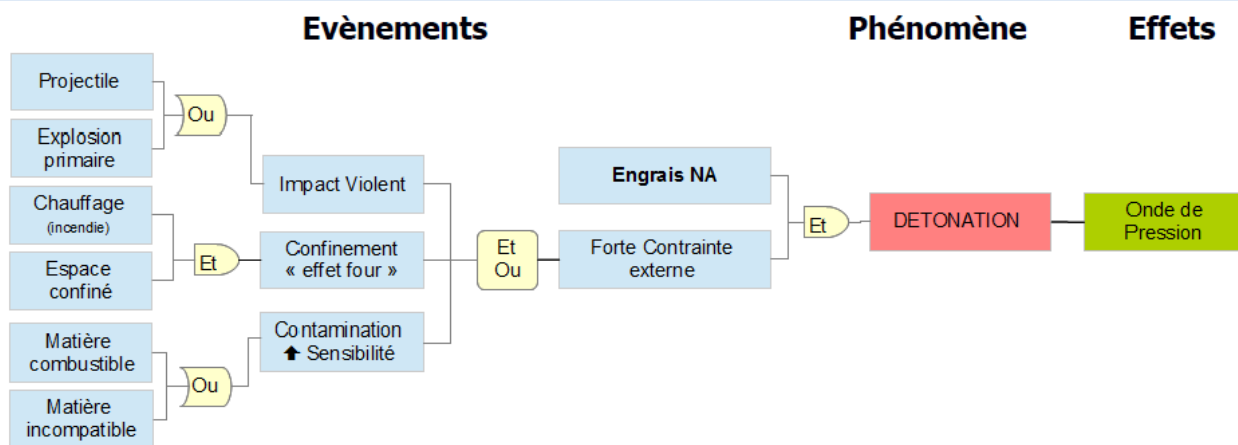 Evènements
Phénomène
Effets
Projectile
Ou
Explosion
primaire
Impact Violent
Chauffage
(incendie)
Et
Espace
confiné
Confinement
« effet four »
Matière
combustible
Ou
Matière
incompatible
Contamination
⬆ Sensibilité
Et
Ou
Engrais NA
Forte Contrainte
externe
Et
DETONATION
Onde de
Pression